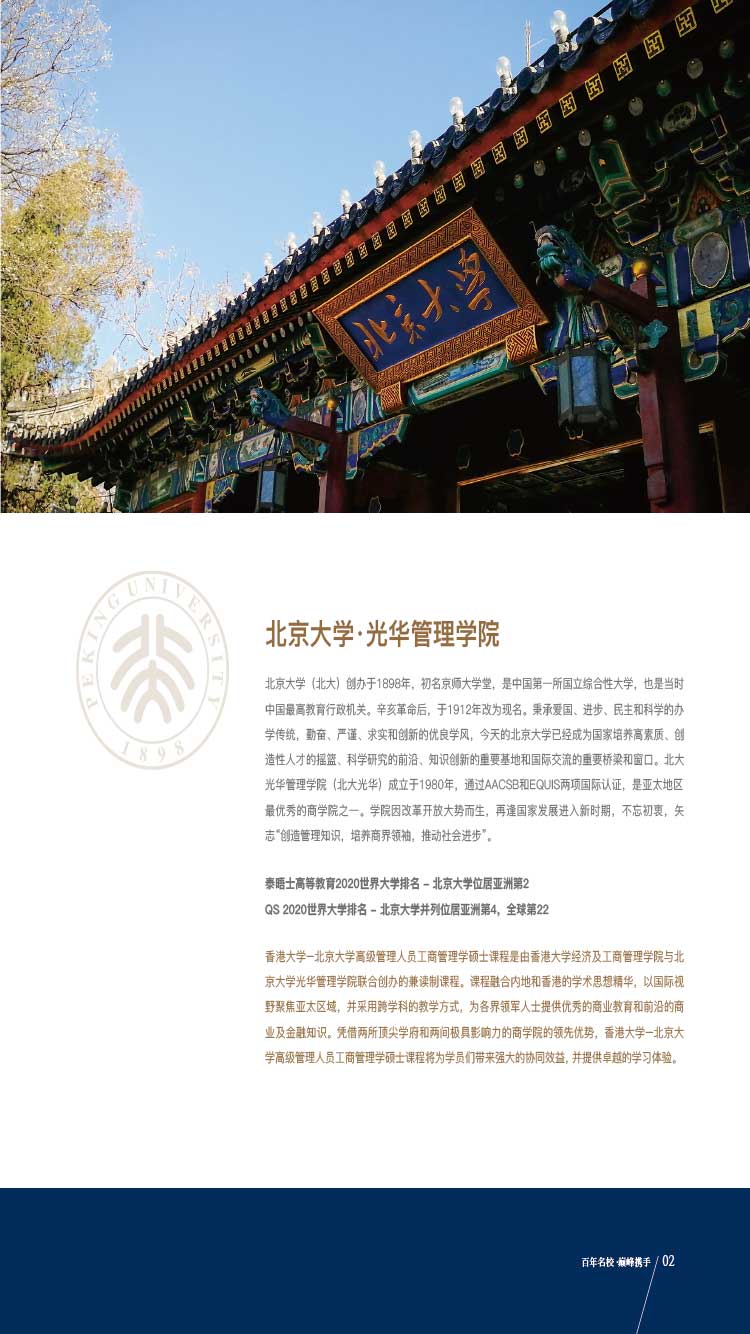 北京大学
PEKING UNIVERSITY
1898
北京大学·光华管理学院
北京大学（北大）创办于1898年，初名京师大学堂，是中国第一所国立综合性大学，也是当时
中国最高教育行政机关。辛亥革命后，于1912年改为现名。秉承爱国、进步、民主和科学的办
学传统，勤奋、严谨、求实和创新的优良学风，今天的北京大学已经成为国家培养高素质、创
造性人才的摇篮、科学研究的前沿、知识创新的重要基地和国际交流的重要桥梁和窗口。北大
光华管理学院（北大光华）成立于1980年，通过AACSB和EQUIS两项国际认证，是亚太地区
最优秀的商学院之一。学院因改革开放大势而生，再逢国家发展进入新时期，不忘初衷，矢
志“创造管理知识，培养商界领袖，推动社会进步”。
泰晤士高等教育2020世界大学排名 – 北京大学位居亚洲第2
QS 2020世界大学排名 – 北京大学并列位居亚洲第4，全球第22
香港大学—北京大学高级管理人员工商管理学硕士课程是由香港大学经济及工商管理学院与北
京大学光华管理学院联合创办的兼读制课程。课程融合内地和香港的学术思想精华，以国际视
野聚焦亚太区域，并采用跨学科的教学方式，为各界领军人士提供优秀的商业教育和前沿的商
业及金融知识。凭借两所顶尖学府和两间极具影响力的商学院的领先优势，香港大学—北京大
学高级管理人员工商管理学硕士课程将为学员们带来强大的协同效益，并提供卓越的学习体验。
百年名校·巅峰携手 / 02